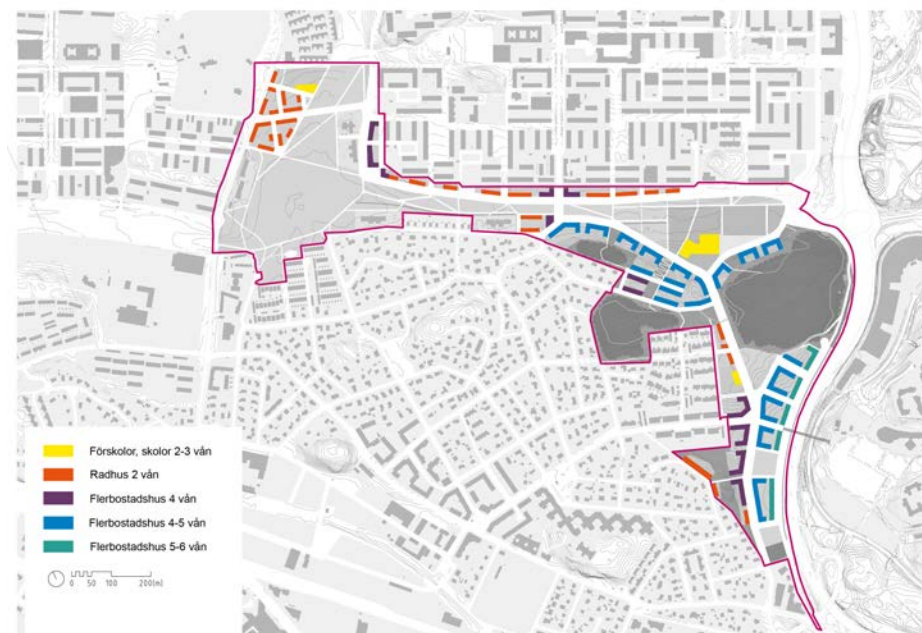 Förskolor, skolor 2-3 vån
Radhus 2 vån
Flerbostadshus 4 vån
Flerbostadshus 4-5 vån
Flerbostadshus 5-6 vån
0 50 100 200(m)